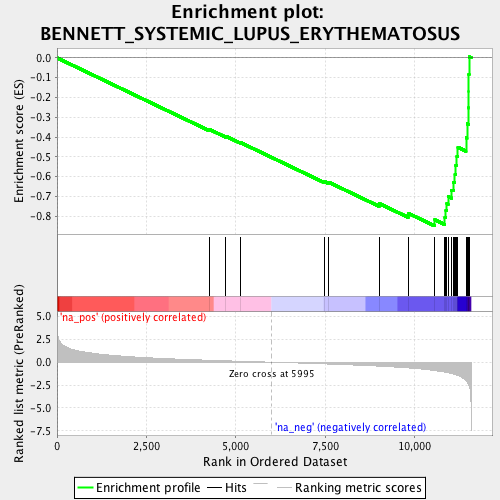 Enrichment plot:
BENNETT_SYSTEMIC_LUPUS_ERYTHEMATOSUS
Enrichment score (ES)
0.0
-0.1
-0.2
-0.3
-0.4
-0.5
-0.6
-0.7
-0.8
'na_pos' (positively correlated)
Ranked list metric (PreRanked)
5.0
2.5
0.0
-2.5
-5.0
-7.5
Zero cross at 5995
'na_neg' (negatively correlated)
0 2,500 5,000 7,500 10,000
Rank in Ordered Dataset
Enrichment profile Hits Ranking metric scores